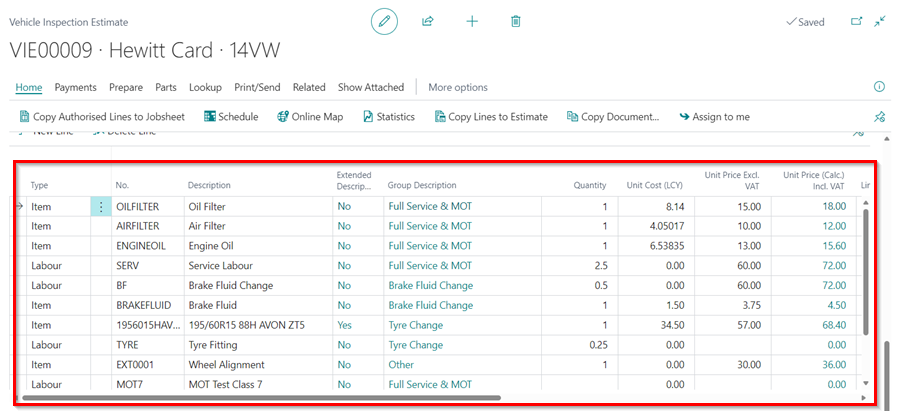 Vehicle Inspection Estimate
Saved
VIE00009 · Hewitt Card · 14VW
Home Payments Prepare Parts Lookup Print/Send Related Show Attached More options
Copy Authorised Lines to Jobsheet Schedule Online Map Statistics Copy Lines to Estimate Copy Document... Assign to me
New Line Delete Line
Type No. Description Extended Descrip... Group Description Quantity Unit Cost (LCY) Unit Price Excl. VAT Unit Price (Calc.) Incl. VAT Lir
Item OILFILTER Oil Filter No Full Service & MOT 1 8.14 15.00 18.00
Item AIRFILTER Air Filter No Full Service & MOT 1 4.05017 10.00 12.00
Item ENGINEOIL Engine Oil No Full Service & MOT 1 6.53835 13.00 15.60
Labour SERV Service Labour No Full Service & MOT 2.5 0.00 60.00 72.00
Labour BF Brake Fluid Change No Brake Fluid Change 0.5 0.00 60.00 72.00
Item BRAKEFLUID Brake Fluid No Brake Fluid Change 1 1.50 3.75 4.50
Item 1956015HAV... 195/60R15 88H AVON ZT5 Yes Tyre Change 1 34.50 57.00 68.40
Labour TYRE Tyre Fitting No Tyre Change 0.25 0.00 0.00
Item EXT0001 Wheel Alignment No Other 1 0.00 30.00 36.00
Labour MOT7 MOT Test Class 7 No Full Service & MOT 0.00 0.00